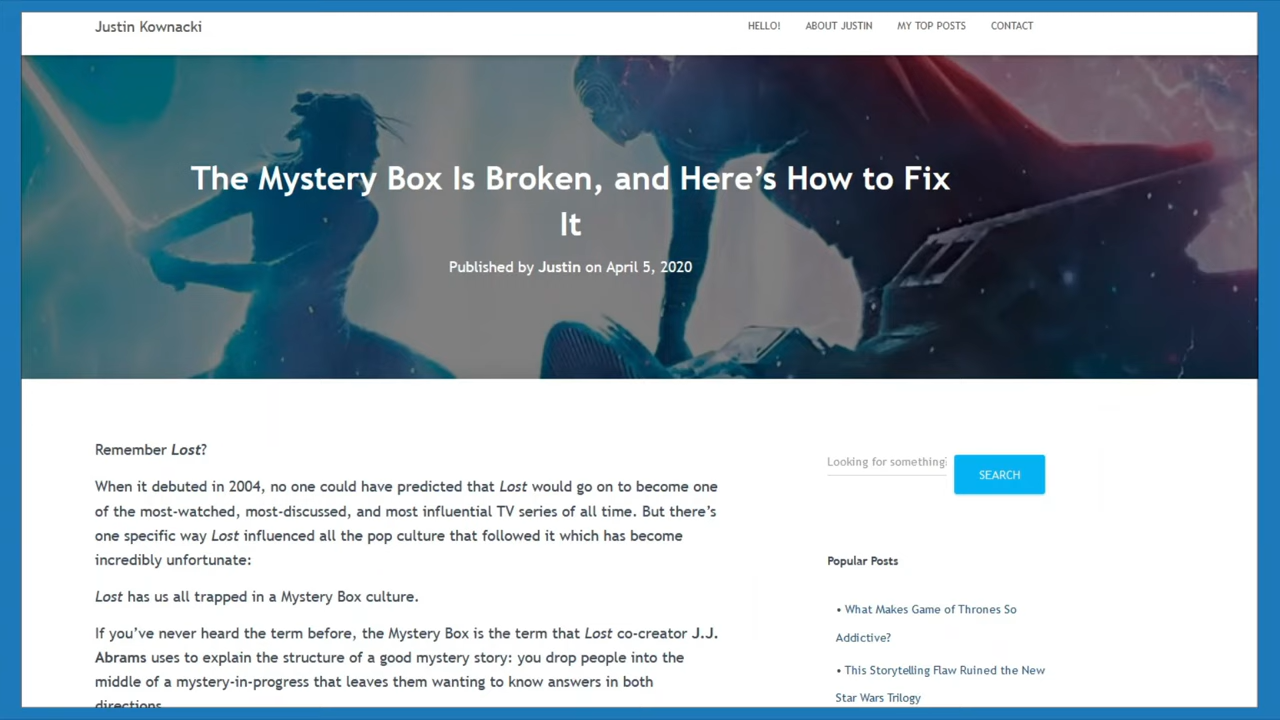 Justin Kownacki
HELLO! ABOUT JUSTIN MY TOP POSTS CONTACT
The Mystery Box Is Broken, and Here’s How to Fix
It
Published by Justin on April 5, 2020
Remember Lost?
When it debuted in 2004, no one could have predicted that Lost would go on to become one
of the most-watched, most-discussed, and most influential TV series of all time. But there’s
one specific way Lost influenced all the pop culture that followed it which has become
incredibly unfortunate:
Lost has us all trapped in a Mystery Box culture.
If you’ve never heard the term before, the Mystery Box is the term that Lost co-creator J.J.
Abrams uses to explain the structure of a good mystery story: you drop people into the
middle of a mystery-in-progress that leaves them wanting to know answers in both
directions.
Looking for something?
SEARCH
Popular Posts
• What Makes Game of Thrones So
Addictive?
• This Storytelling Flaw Ruined the New
Star Wars Trilogy